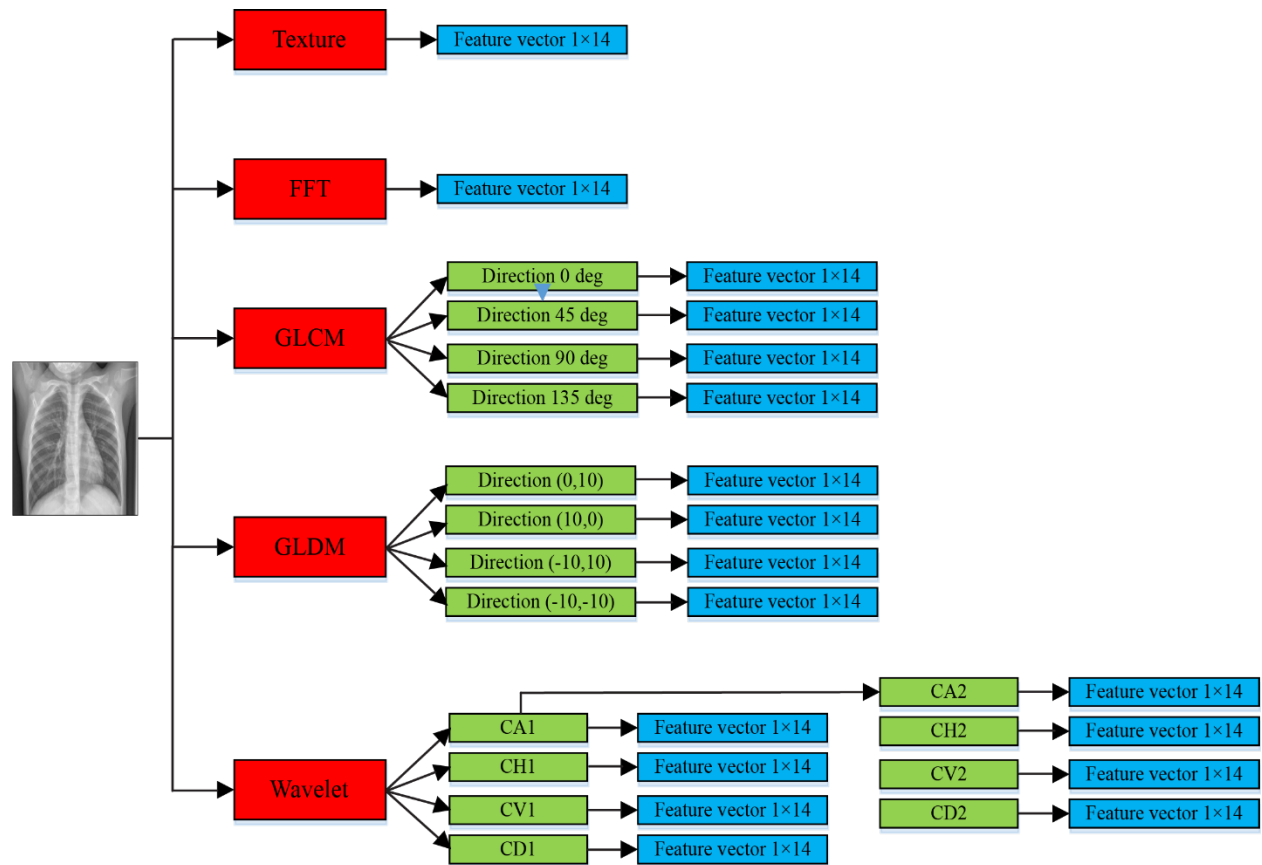 Texture
Feature vector 1×14
FFT
Feature vector 1×14
GLCM
Direction 0 deg
Feature vector 1×14
Direction 45 deg
Feature vector 1×14
Direction 90 deg
Feature vector 1×14
Direction 135 deg
Feature vector 1×14
GLDM
Direction (0,10)
Feature vector 1×14
Direction (10,0)
Feature vector 1×14
Direction (-10,10)
Feature vector 1×14
Direction (-10,-10)
Feature vector 1×14
Wavelet
CA1
Feature vector 1×14
CH1
Feature vector 1×14
CV1
Feature vector 1×14
CD1
Feature vector 1×14
CA2
Feature vector 1×14
CH2
Feature vector 1×14
CV2
Feature vector 1×14
CD2
Feature vector 1×14